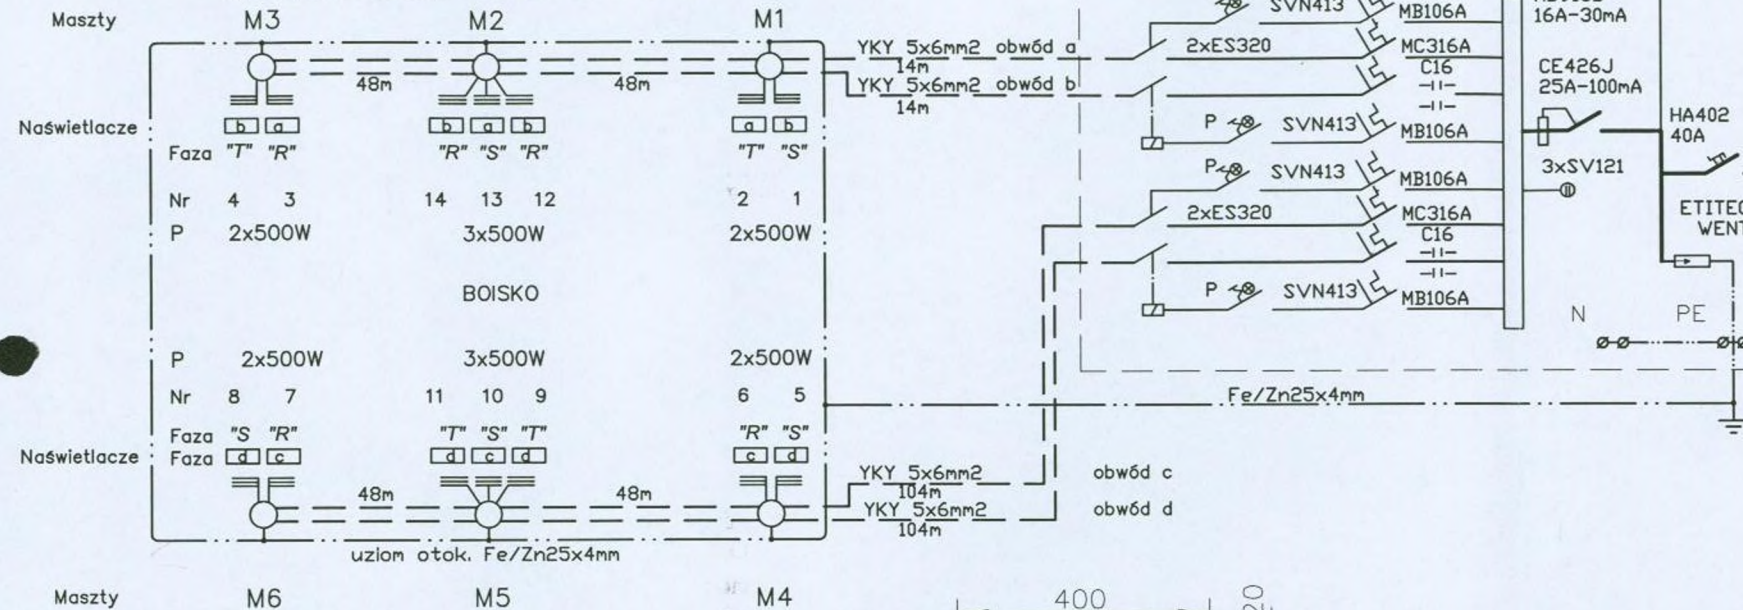 Maszty M3 M2 M1
YKY 5x6mm2 obwód a
14m
YKY 5x6mm2 obwód b
14m
48m 48m
Naświetlacze b a b a b a b
Faza "T" "R" "R" "S" "R" "T" "S"
Nr 4 3 14 13 12 2 1
P 2x500W 3x500W 2x500W
BOISKO
P 2x500W 3x500W 2x500W
Nr 8 7 11 10 9 6 5
Faza "S "R" "T" "S" "T" "R" "S"
Naświetlacze Faza d c d c d c d
48m 48m
YKY 5x6mm2 obwód c
104m
YKY 5x6mm2 obwód d
104m
uziom otok. Fe/Zn25x4mm
Maszty M6 M5 M4
SVN413 MB106A
2xES320 MC316A
C16
P SVN413 MB106A
P SVN413 MB106A
2xES320 MC316A
C16
P SVN413 MB106A
16A-30mA
CE426J
25A-100mA
HA402
40A
3xSV121
N PE
Fe/Zn25x4mm
400